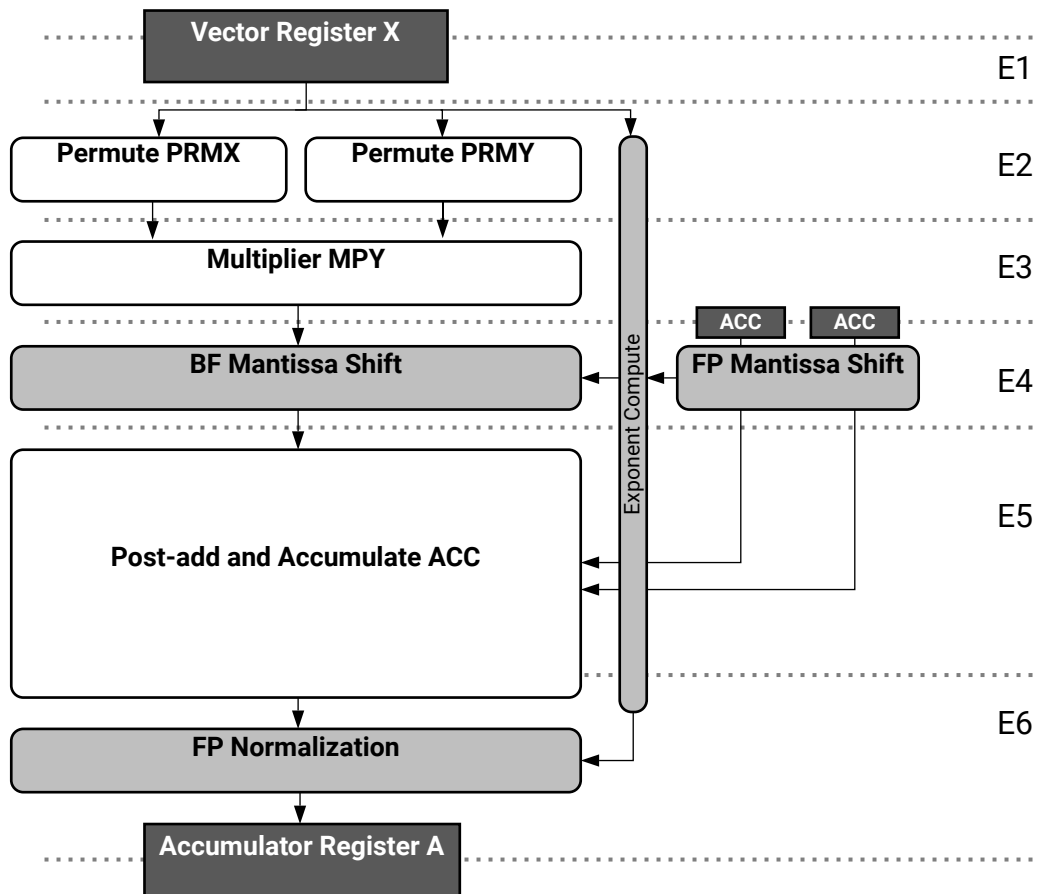 Vector Register X
E1
Permute PRMX
Permute PRMY
E2
Multiplier MPY
E3
ACC
ACC
BF Mantissa Shift
FP Mantissa Shift
E4
Exponent Compute
Post-add and Accumulate ACC
E5
FP Normalization
E6
Accumulator Register A